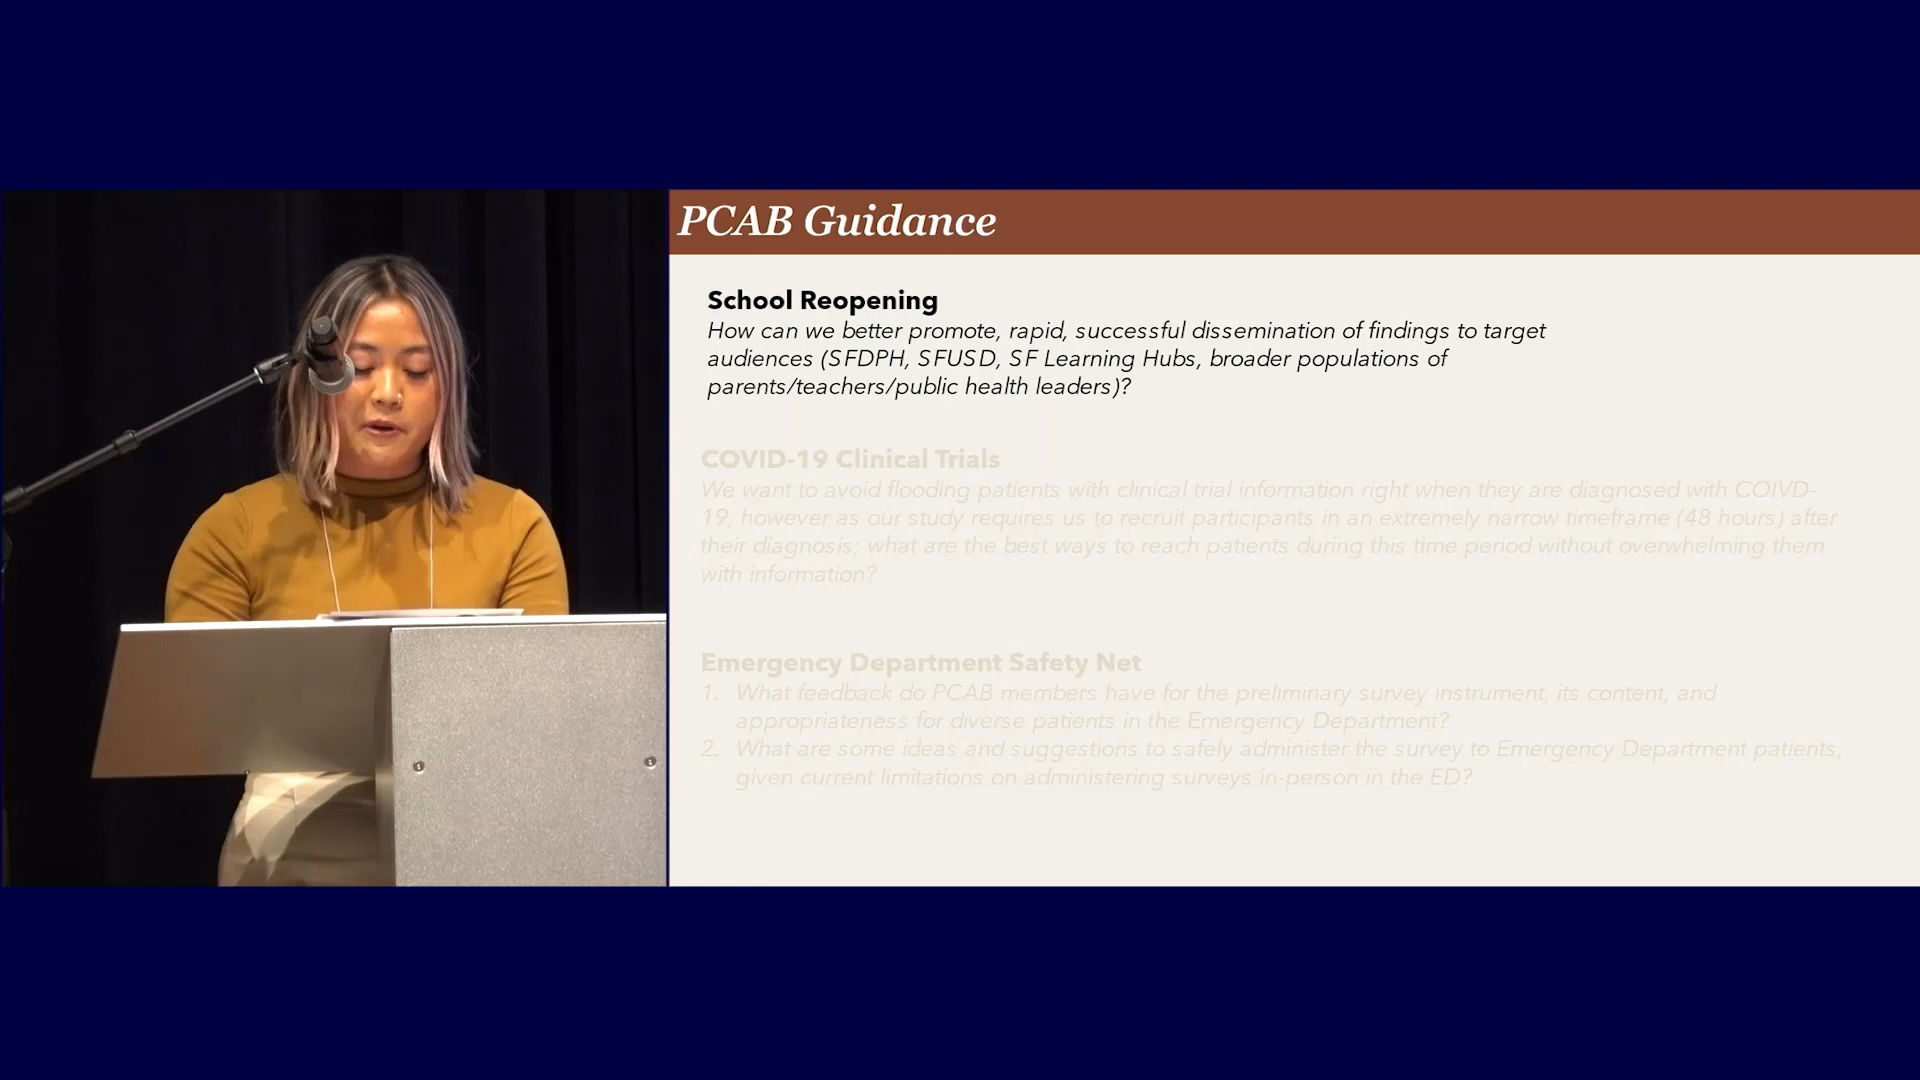 PCAB Guidance
School Reopening
How can we better promote, rapid, successful dissemination of findings to target
audiences (SFDPH, SFUSD, SF Learning Hubs, broader populations of
parents/teachers/public health leaders)?
COVID-19 Clinical Trials
We want to avoid flooding patients with clinical trial information right when they are diagnosed with COIVD-
19, however as our study requires us to recruit participants in an extremely narrow timeframe (48 hours) after
their diagnosis; what are the best ways to reach patients during this time period without overwhelming them
with information?
Emergency Department Safety Net
1. What feedback do PCAB members have for the preliminary survey instrument, its content, and
appropriateness for diverse patients in the Emergency Department?
2. What are some ideas and suggestions to safely administer the survey to Emergency Department patients,
given current limitations on administering surveys in-person in the ED?